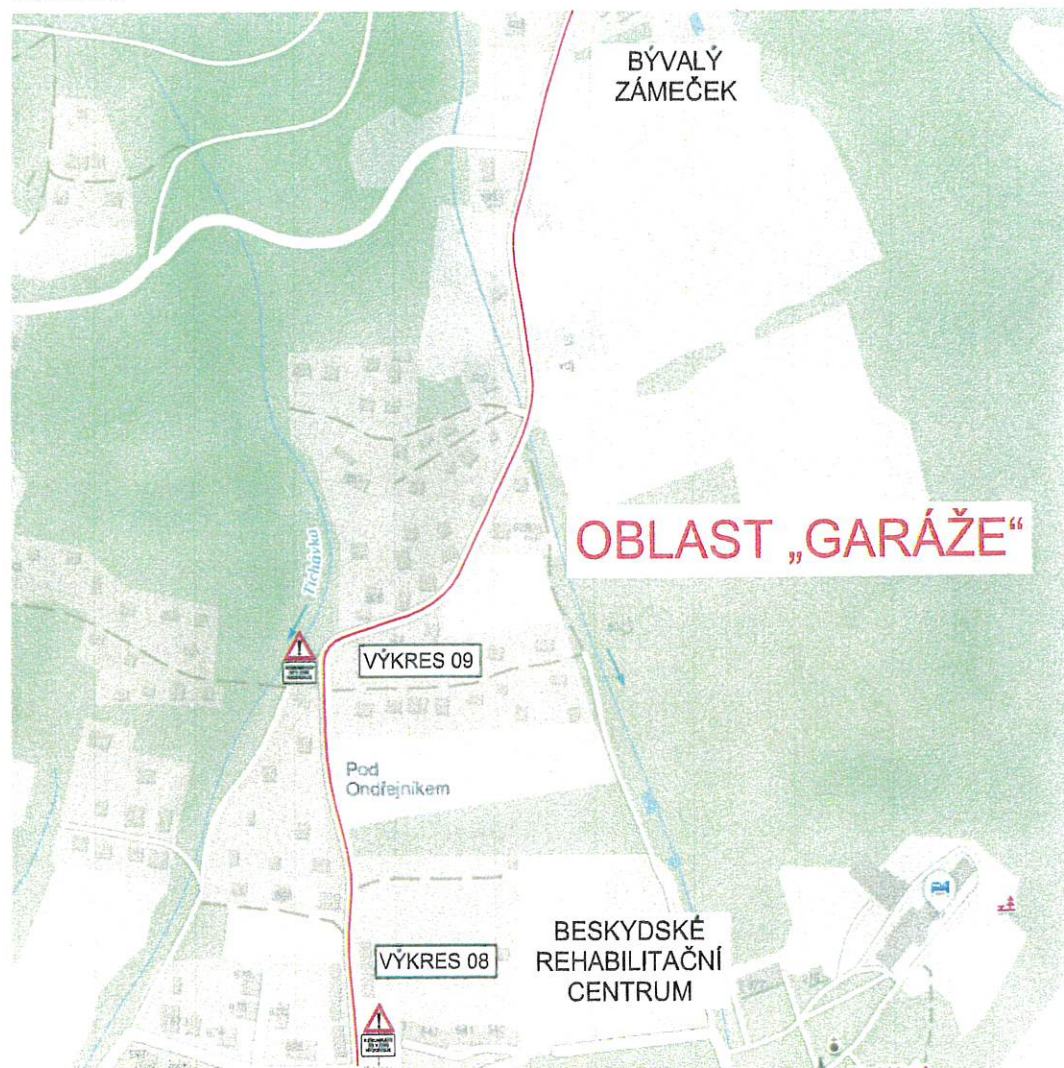 BÝVALÝ
ZÁMEČEK
OBLAST „GARÁŽE“
Tichávka
VÝKRES 09
Pod
Ondřejníkem
VÝKRES 08
BESKYDSKÉ
REHABILITAČNÍ
CENTRUM